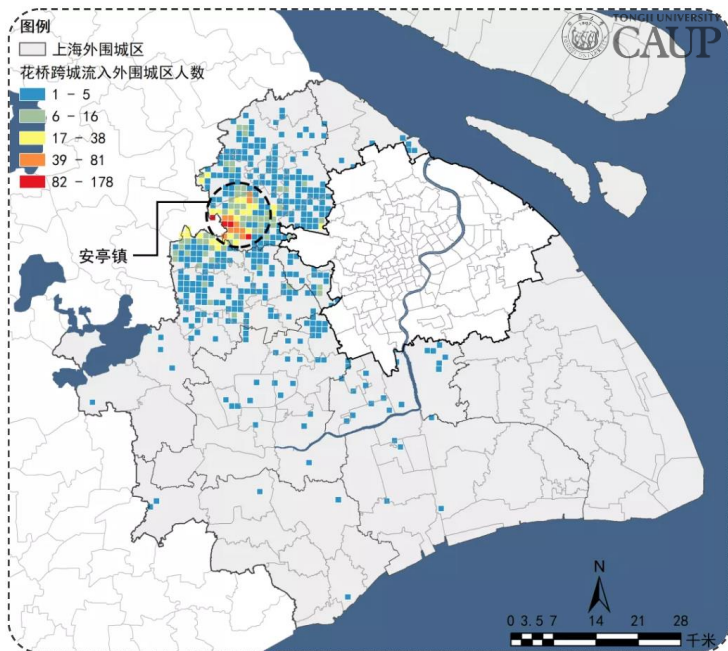 图例
上海外围城区
花桥跨城流入外围城区人数
1 - 5
6 - 16
17 - 38
39 - 81
82 - 178
TONGJI UNIVERSITY
CAUP
安亭镇
N
0 3.5 7 14 21 28
千米